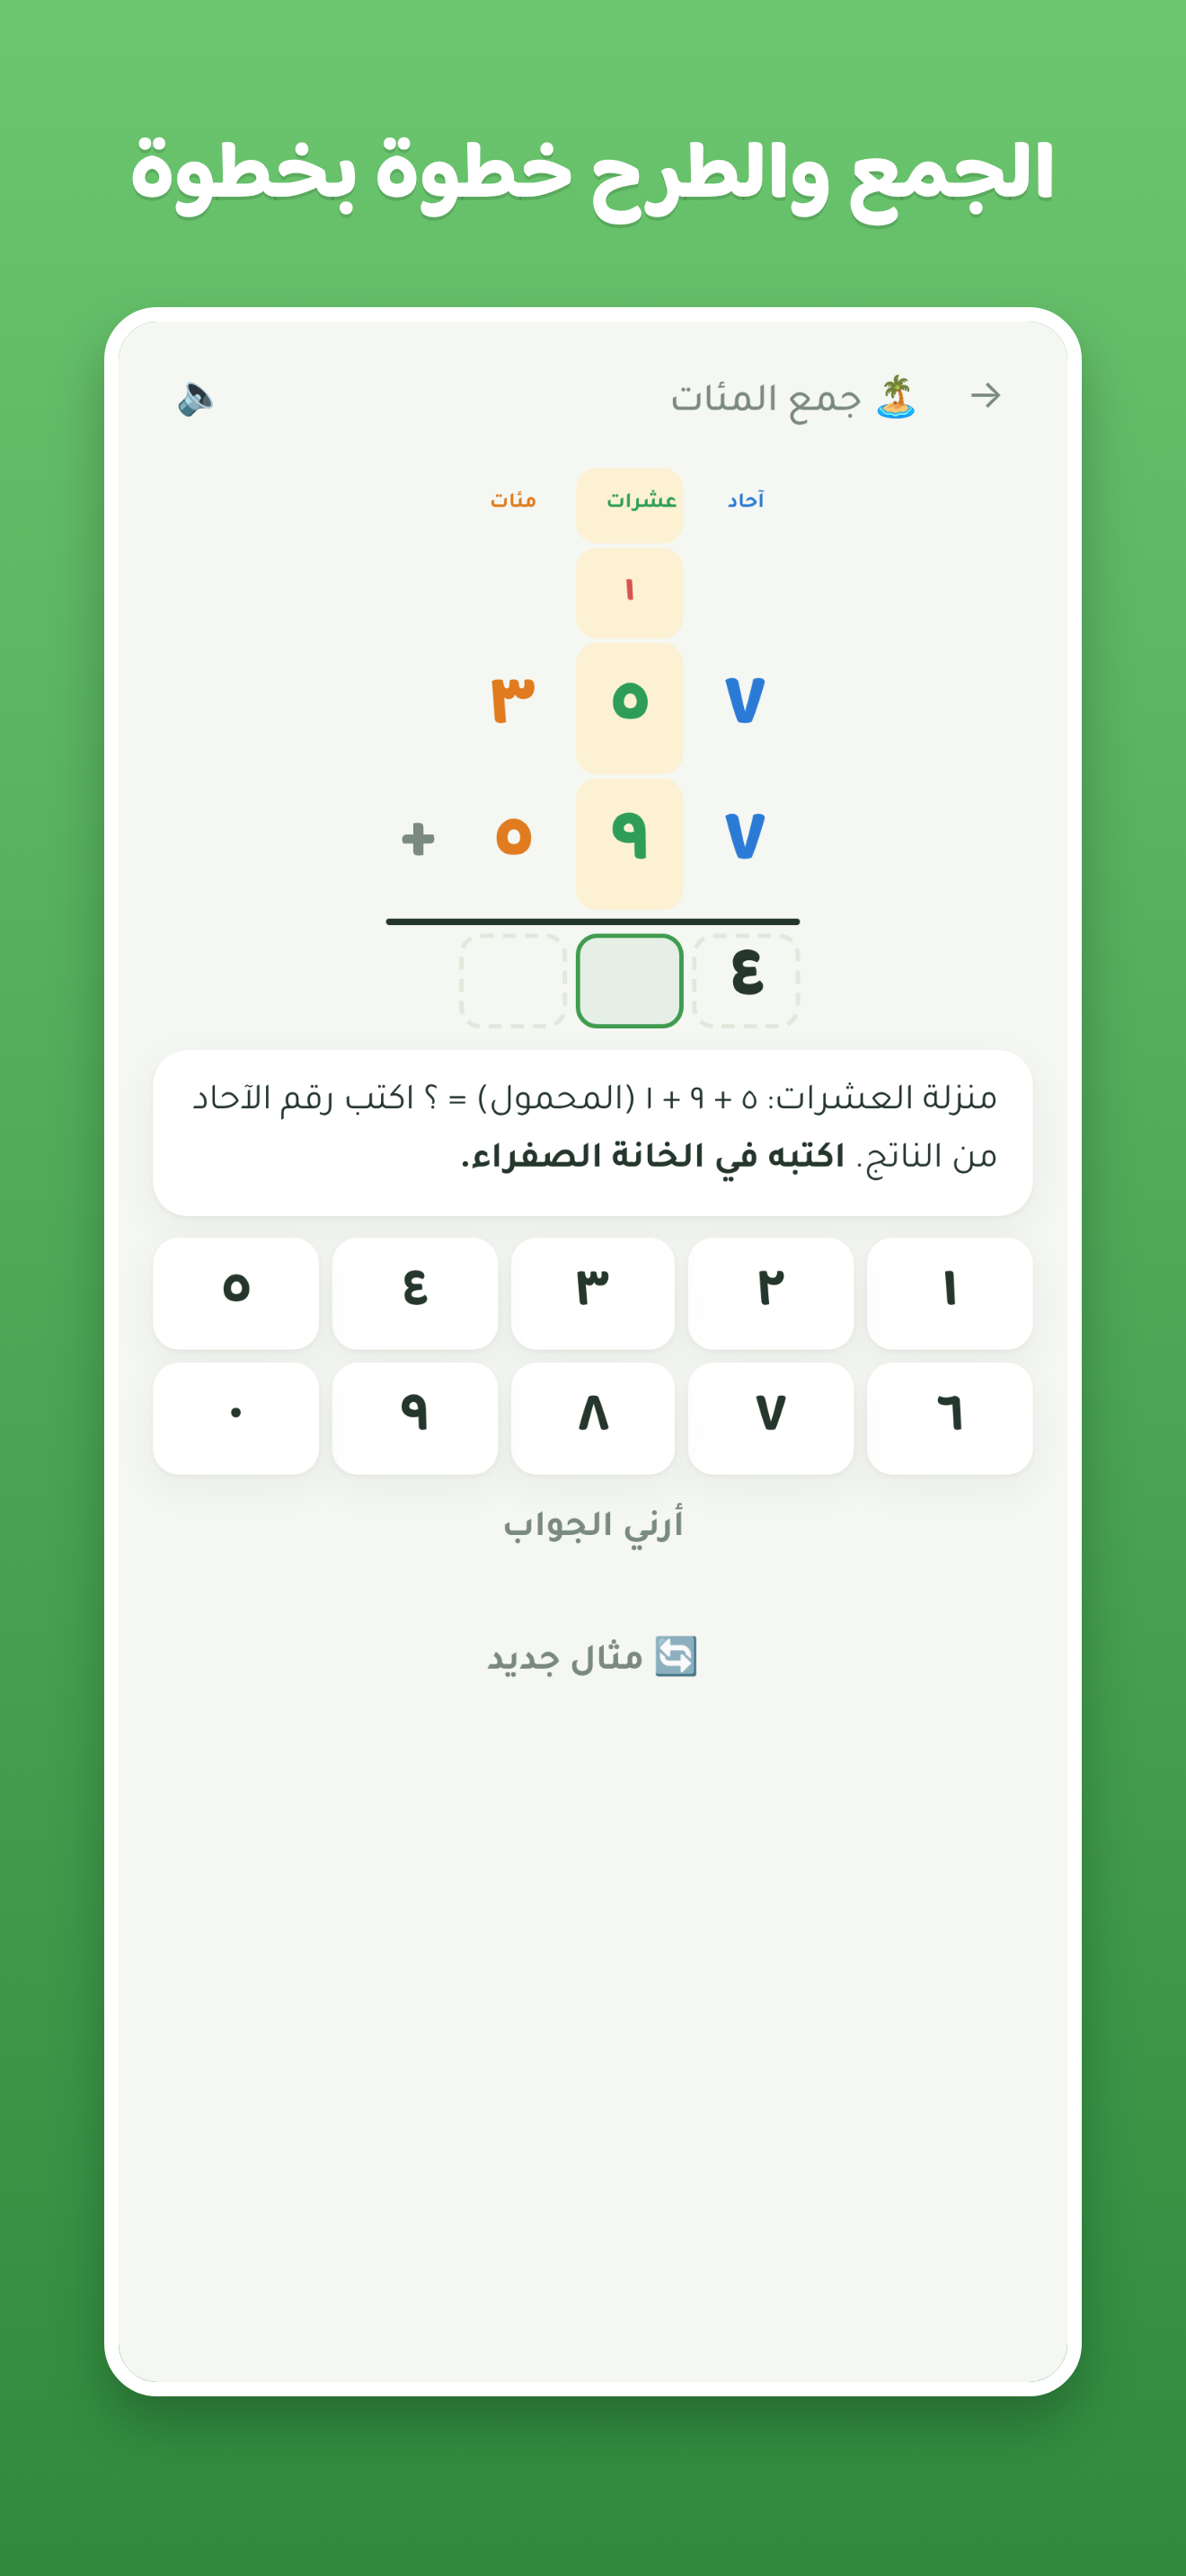 الجمع والطرح خطوة بخطوة
→ 🏝️ جمع المئات 🔈
آحاد عشرات مئات
١
٧ ٥ ٣
٧ ٩ ٥ +
٤
منزلة العشرات: ٥ + ٩ + ١ (المحمول) = ؟ اكتب رقم الآحاد
من الناتج. اكتبه في الخانة الصفراء.
١ ٢ ٣ ٤ ٥
٦ ٧ ٨ ٩ ٠
أرني الجواب
🔄 مثال جديد